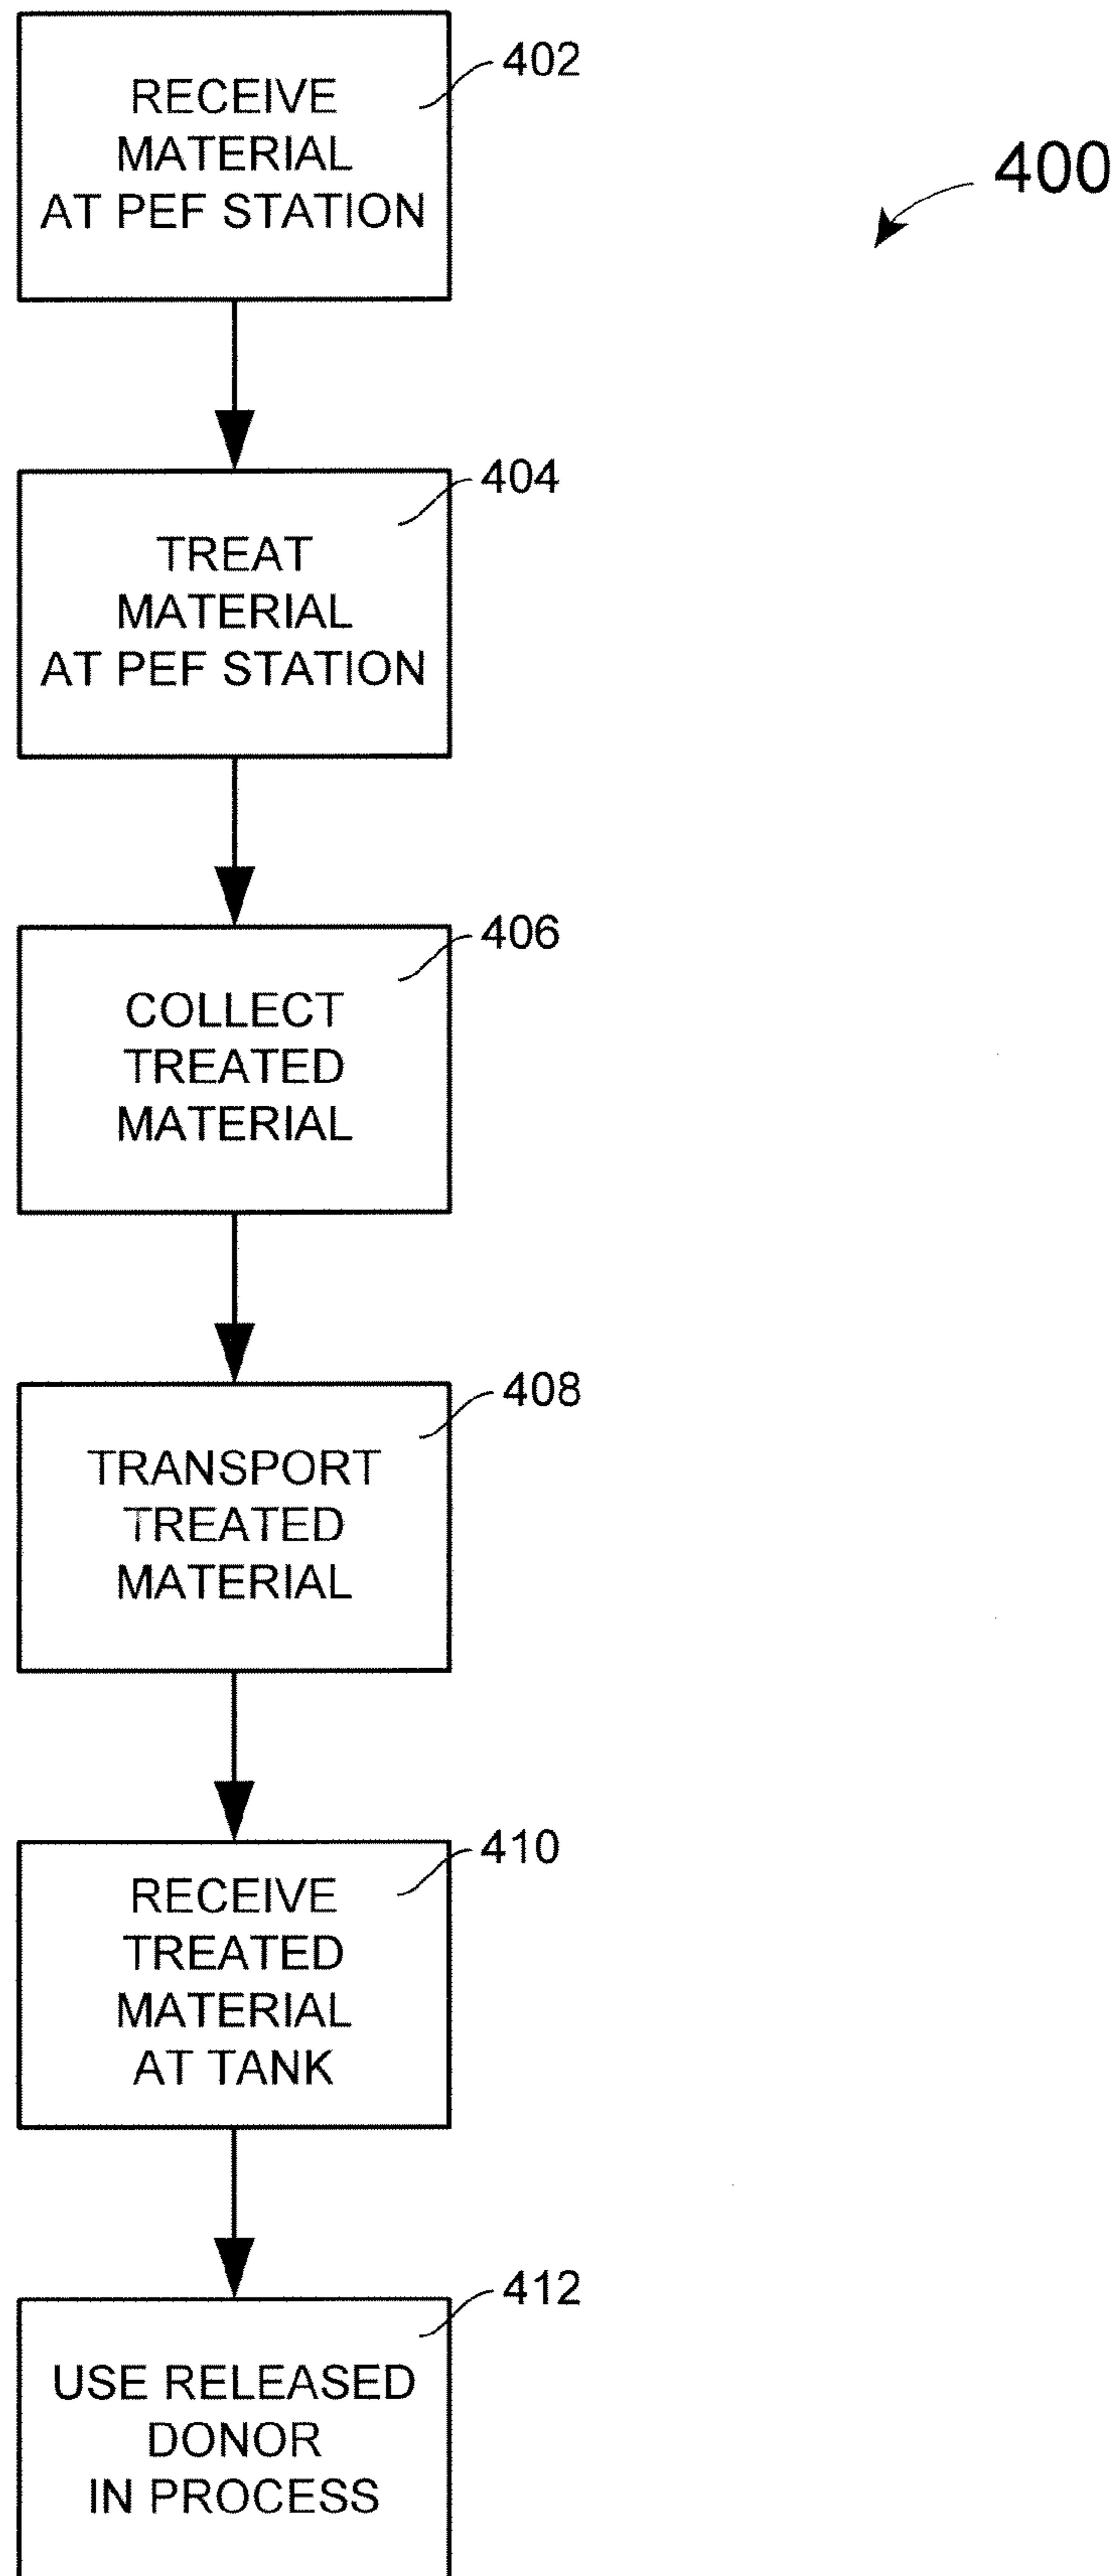 402
RECEIVE
MATERIAL
AT PEF STATION
400
404
TREAT
MATERIAL
AT PEF STATION
406
COLLECT
TREATED
MATERIAL
408
TRANSPORT
TREATED
MATERIAL
410
RECEIVE
TREATED
MATERIAL
AT TANK
412
USE RELEASED
DONOR
IN PROCESS